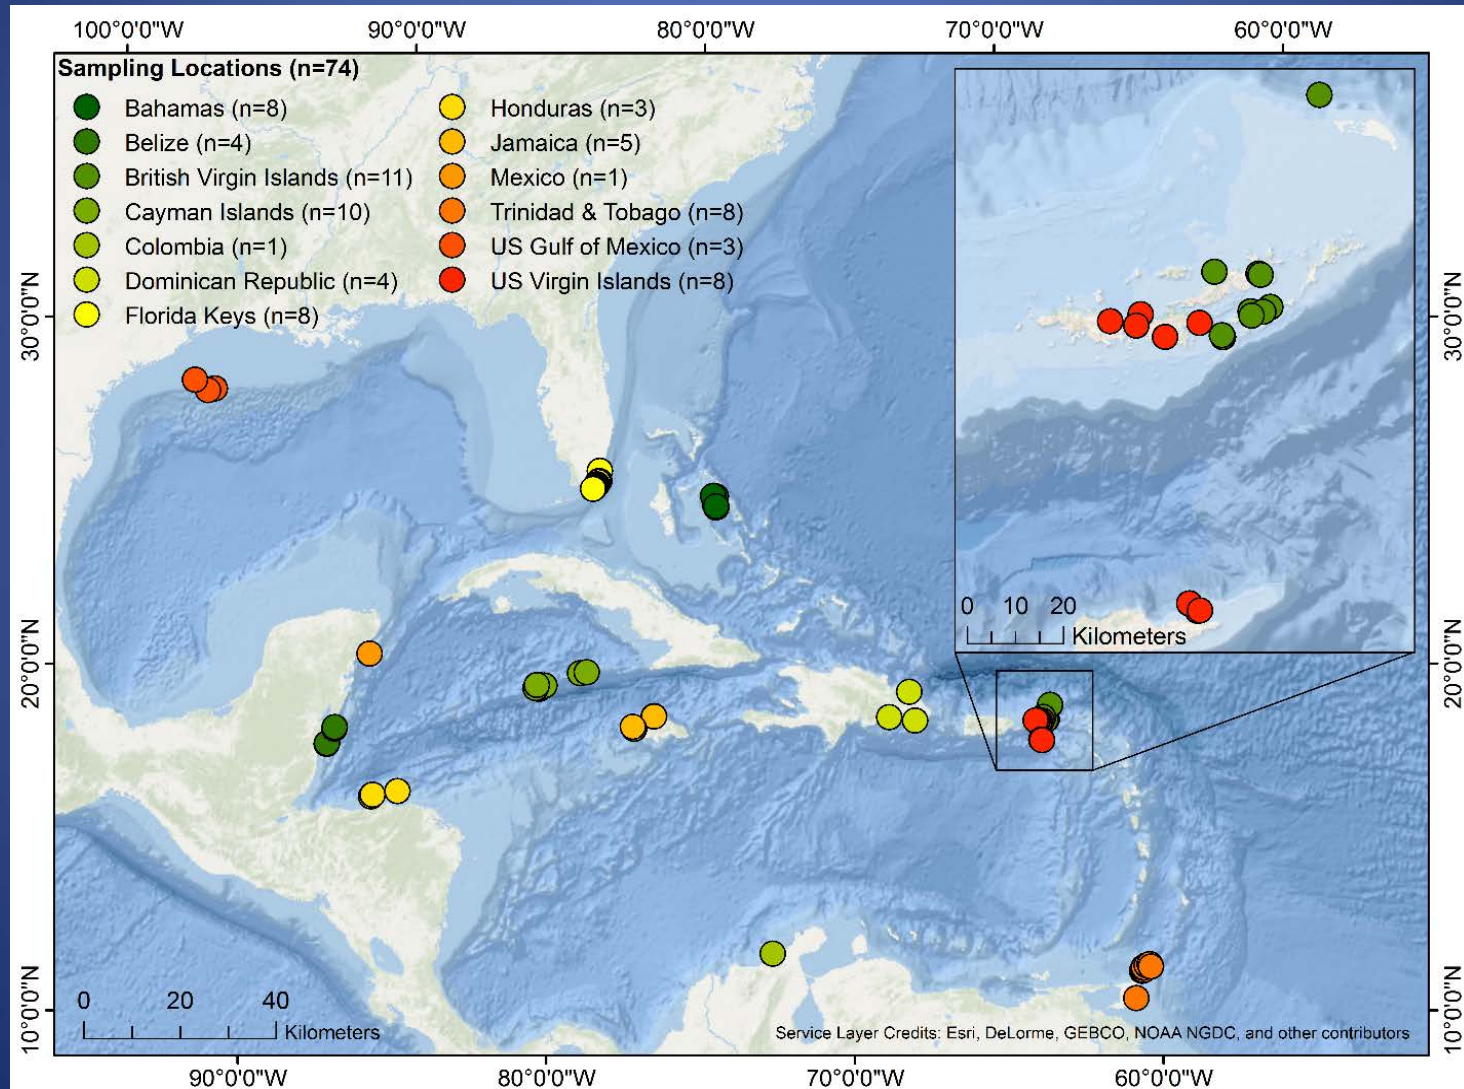 100°0'0"W 90°0'0"W 80°0'0"W 70°0'0"W 60°0'0"W
Sampling Locations (n=74)
Bahamas (n=8)
Belize (n=4)
British Virgin Islands (n=11)
Cayman Islands (n=10)
Colombia (n=1)
Dominican Republic (n=4)
Florida Keys (n=8)
Honduras (n=3)
Jamaica (n=5)
Mexico (n=1)
Trinidad & Tobago (n=8)
US Gulf of Mexico (n=3)
US Virgin Islands (n=8)
30°0'0"N
20°0'0"N
10°0'0"N
30°0'0"N
20°0'0"N
10°0'0"N
0 10 20
Kilometers
0 20 40
Kilometers
Service Layer Credits: Esri, DeLorme, GEBCO, NOAA NGDC, and other contributors
90°0'0"W 80°0'0"W 70°0'0"W 60°0'0"W